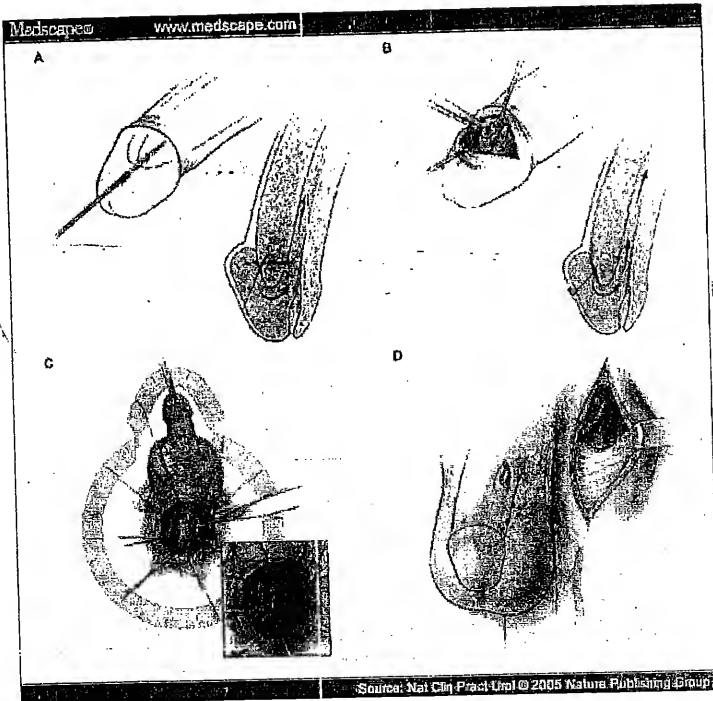 Medscape® www.medscape.com
A
B
C
D
Source: Nat Clin Pract Urol © 2005 Nature Publishing Group